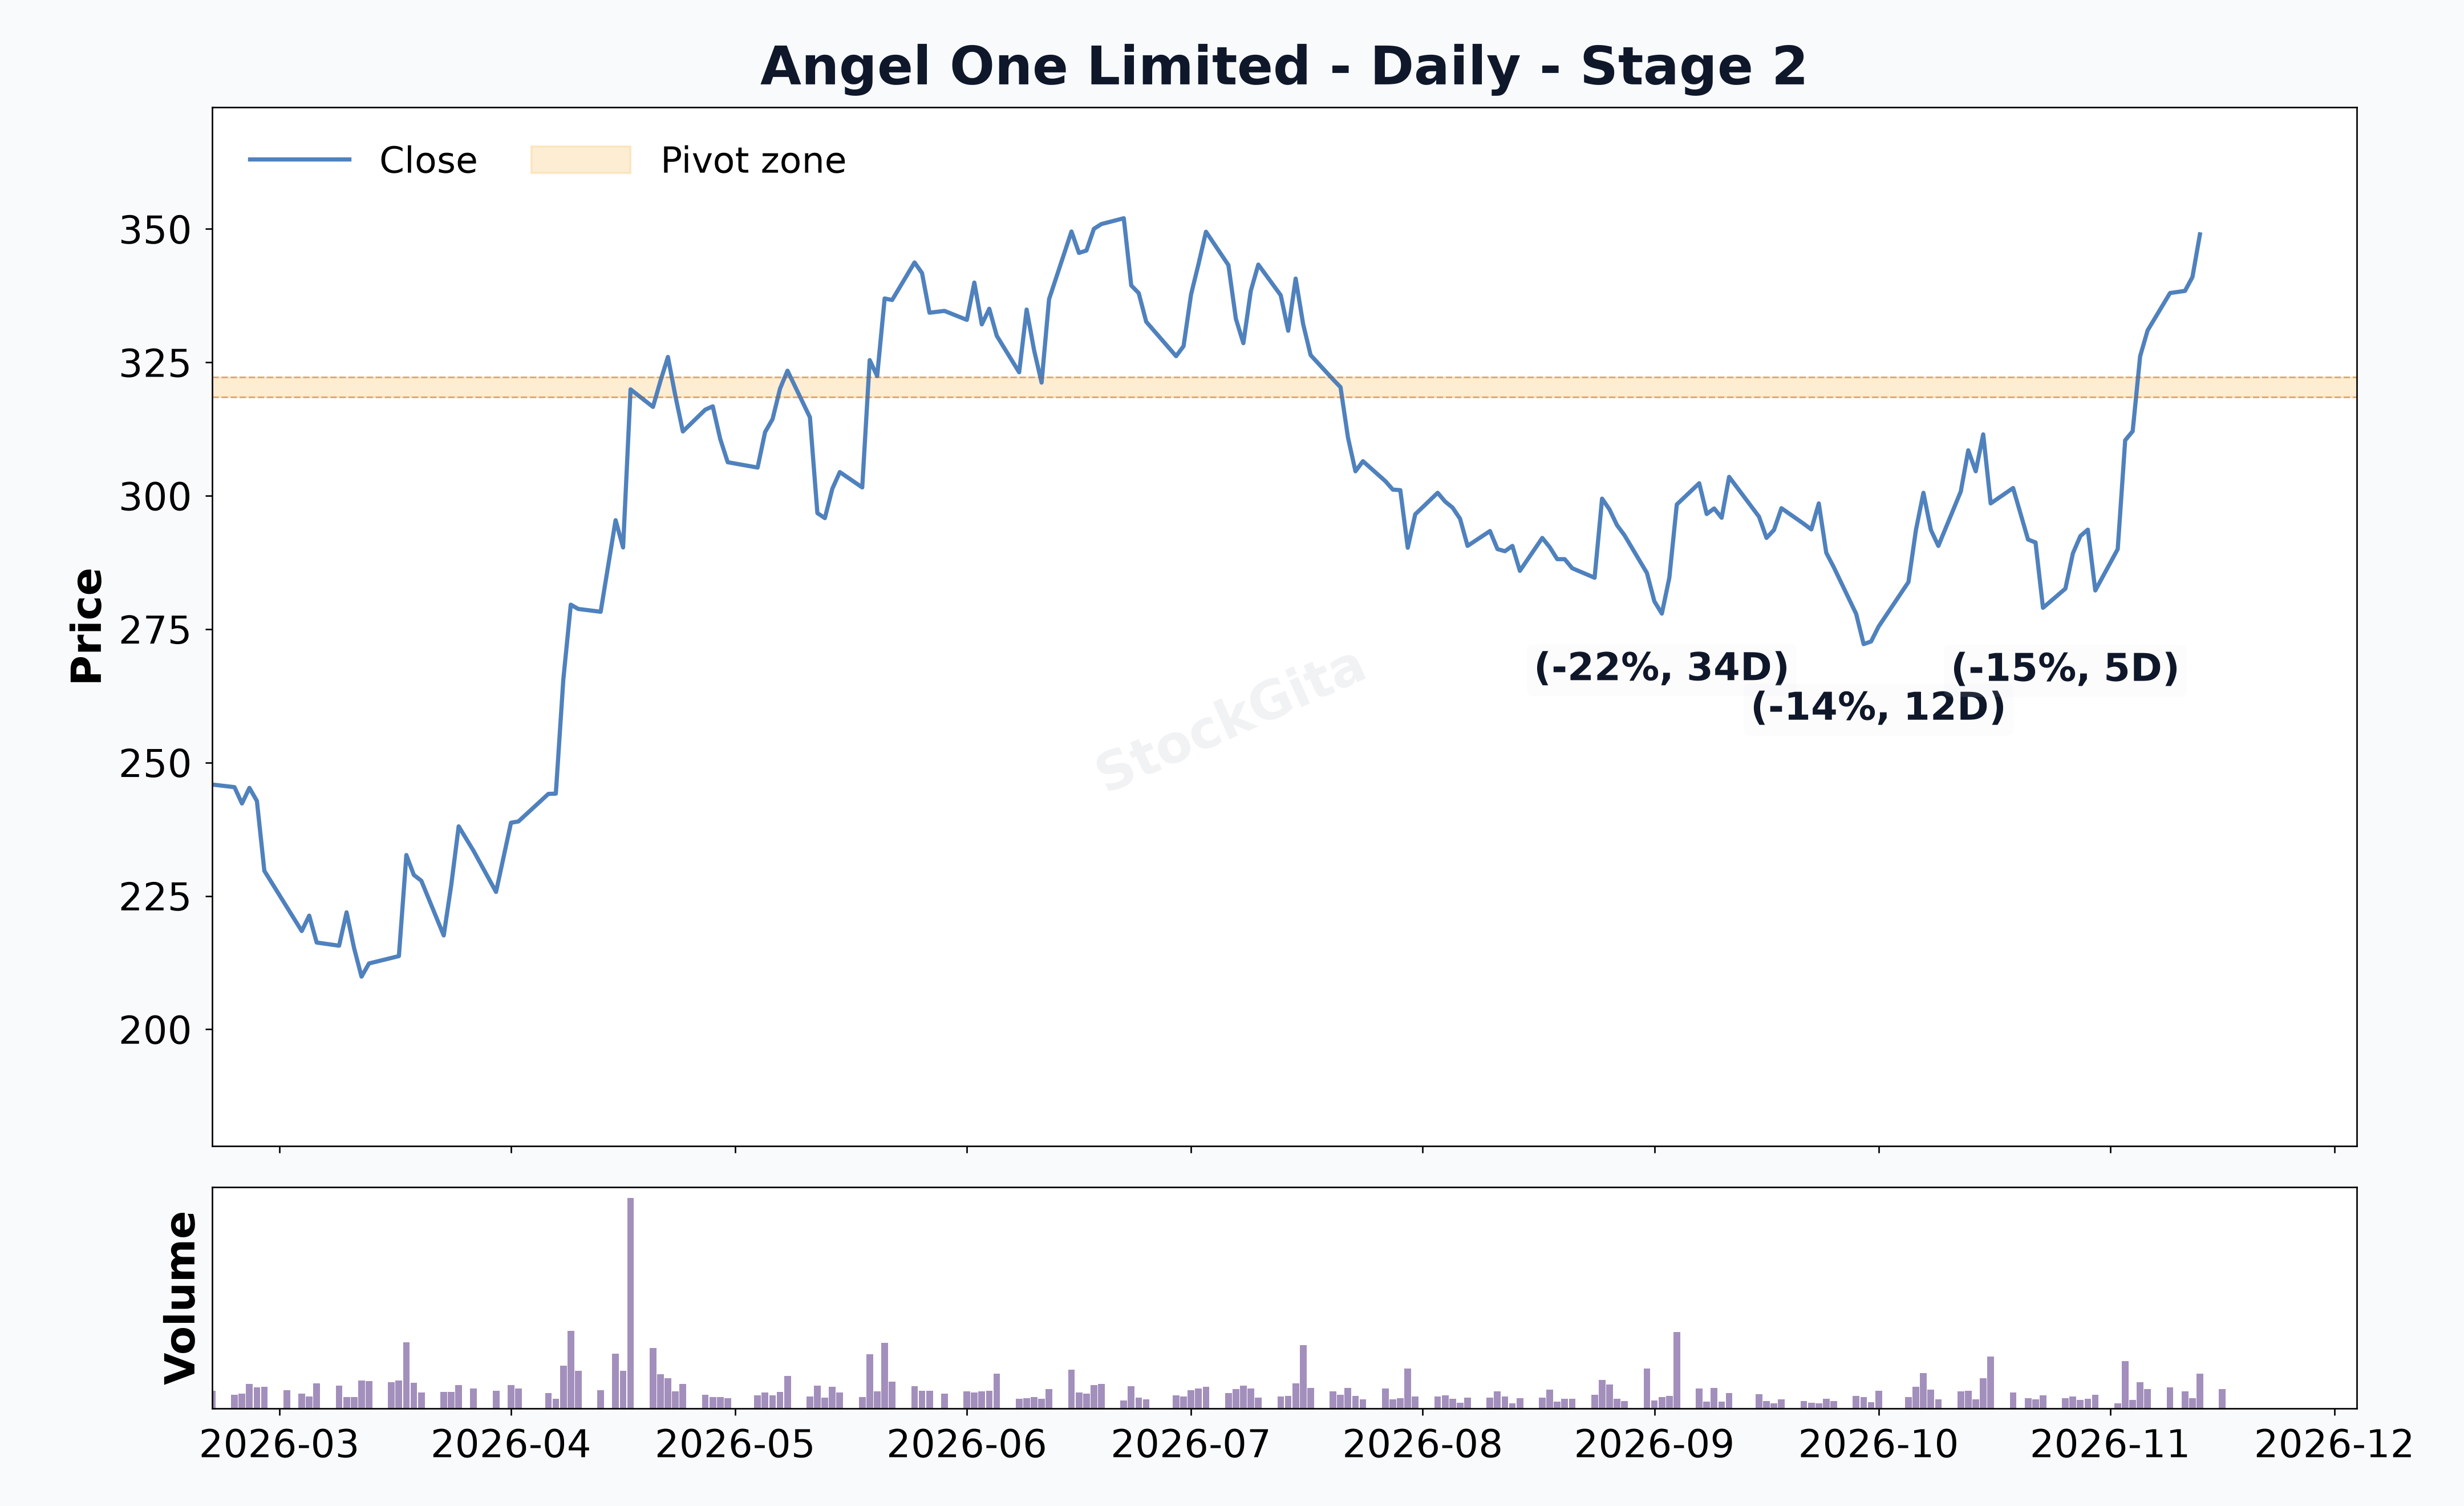 Angel One Limited - Daily - Stage 2
Close
Pivot zone
350
325
300
275
250
225
200
Price
(-22%, 34D)
(-15%, 5D)
(-14%, 12D)
StockGita
Volume
2026-03
2026-04
2026-05
2026-06
2026-07
2026-08
2026-09
2026-10
2026-11
2026-12